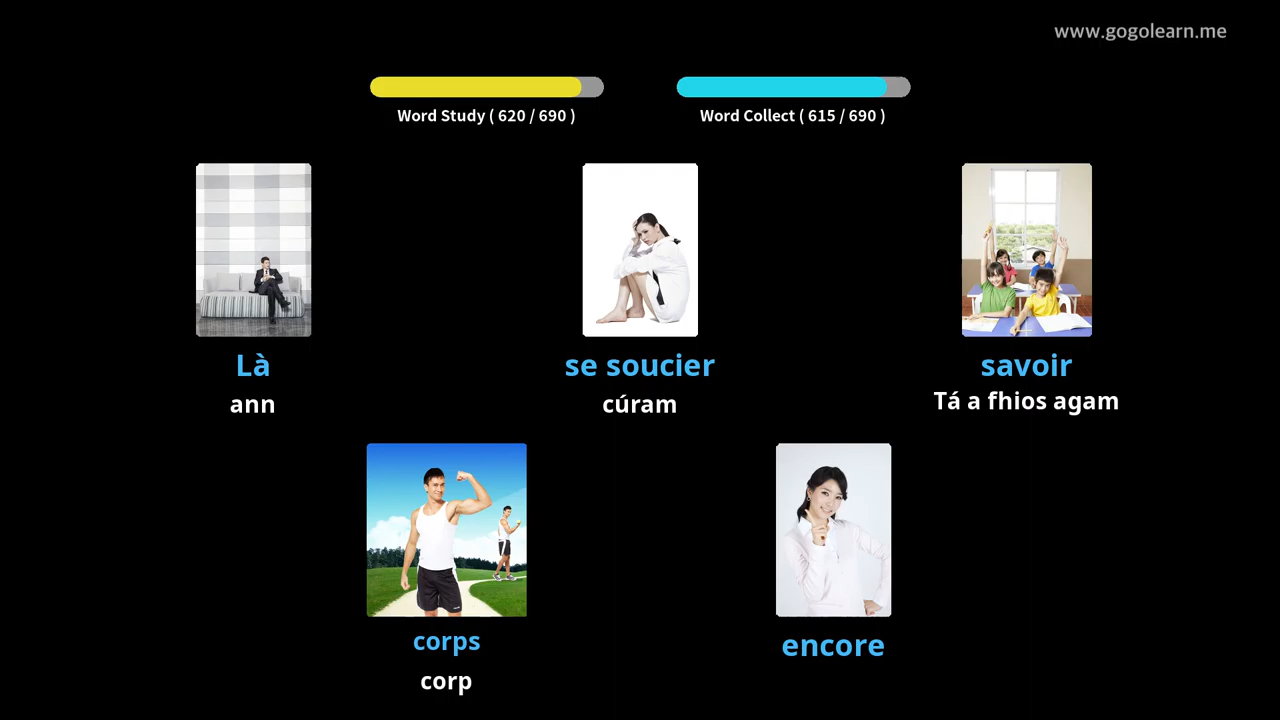 www.gogolearn.me
Word Study ( 620 / 690 )
Word Collect ( 615 / 690 )
Là
ann
se soucier
cúram
savoir
Tá a fhios agam
corps
corp
encore